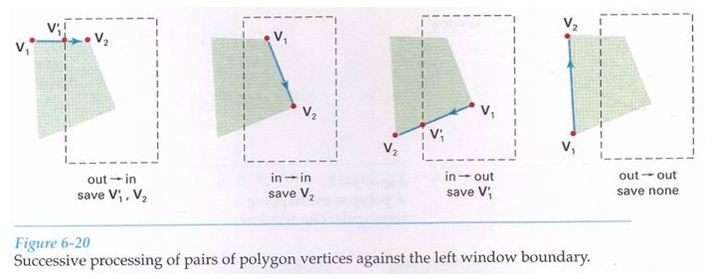 V₁ V'₁ V₂
out → in
save V'₁, V₂
V₁
V₂
in → in
save V₂
V₁
V'₁
V₂
in → out
save V'₁
V₂
V₁
out → out
save none
Figure 6-20
Successive processing of pairs of polygon vertices against the left window boundary.